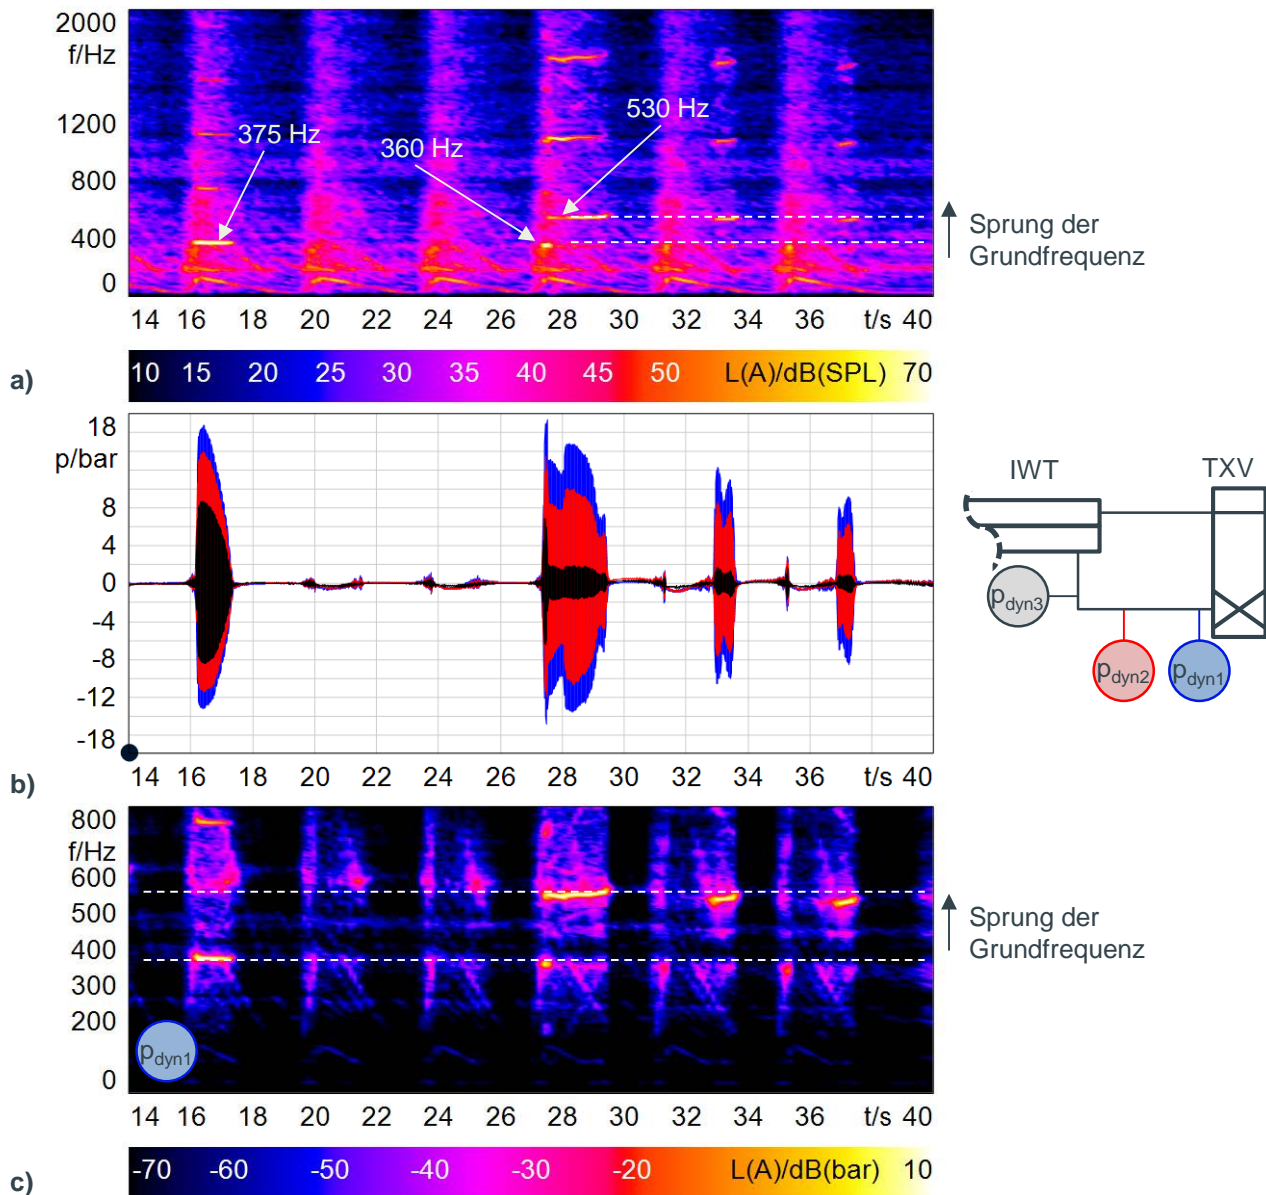 2000
f/Hz
1200
800
400
0
375 Hz
360 Hz
530 Hz
Sprung der
Grundfrequenz
14 16 18 20 22 24 26 28 30 32 34 36 t/s 40
a)
10 15 20 25 30 35 40 45 50 L(A)/dB(SPL) 70
18
p/bar
8
4
0
-4
-8
-12
-18
14 16 18 20 22 24 26 28 30 32 34 36 t/s 40
b)
IWT
TXV
pdyn3
pdyn2
pdyn1
800
f/Hz
600
500
400
300
200
0
pdyn1
Sprung der
Grundfrequenz
14 16 18 20 22 24 26 28 30 32 34 36 t/s 40
c)
-70 -60 -50 -40 -30 -20 L(A)/dB(bar) 10